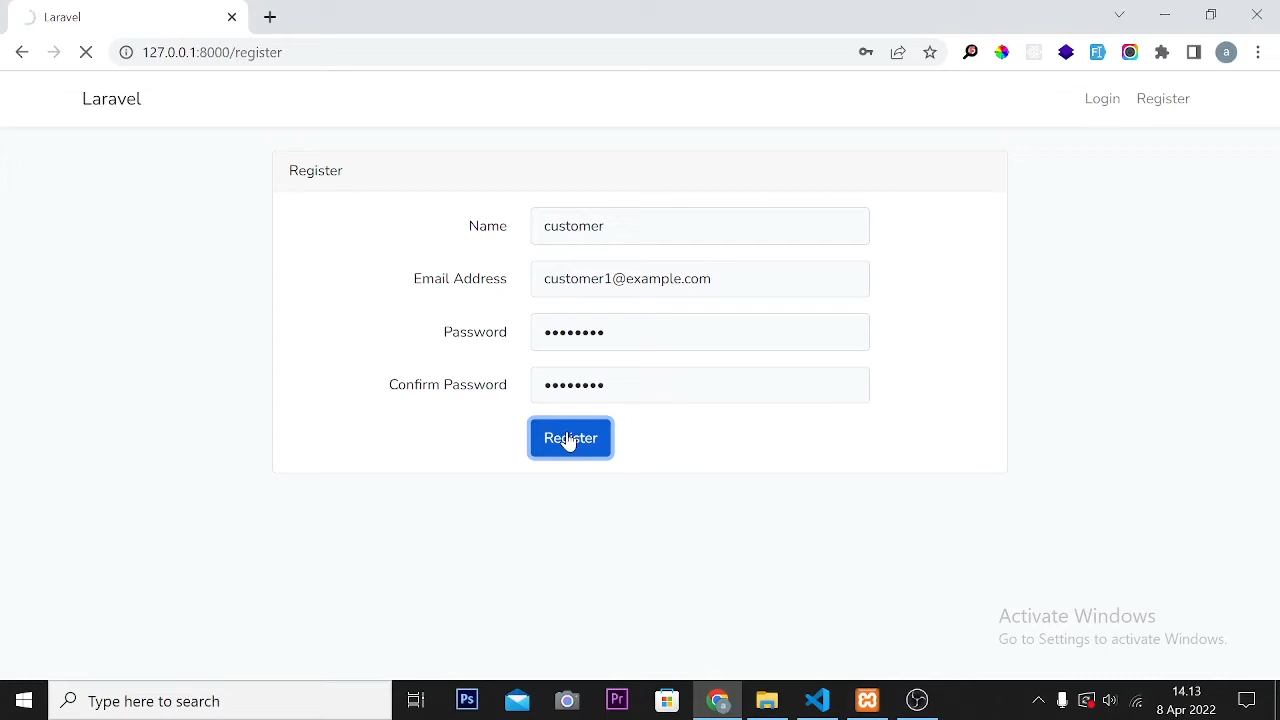 Laravel
127.0.0.1:8000/register
a
Laravel
Login
Register
Register
Name
customer
Email Address
customer1@example.com
Password
••••••••
Confirm Password
••••••••
Register
Activate Windows
Go to Settings to activate Windows.
Type here to search
Ps
Pr
14.13
8 Apr 2022